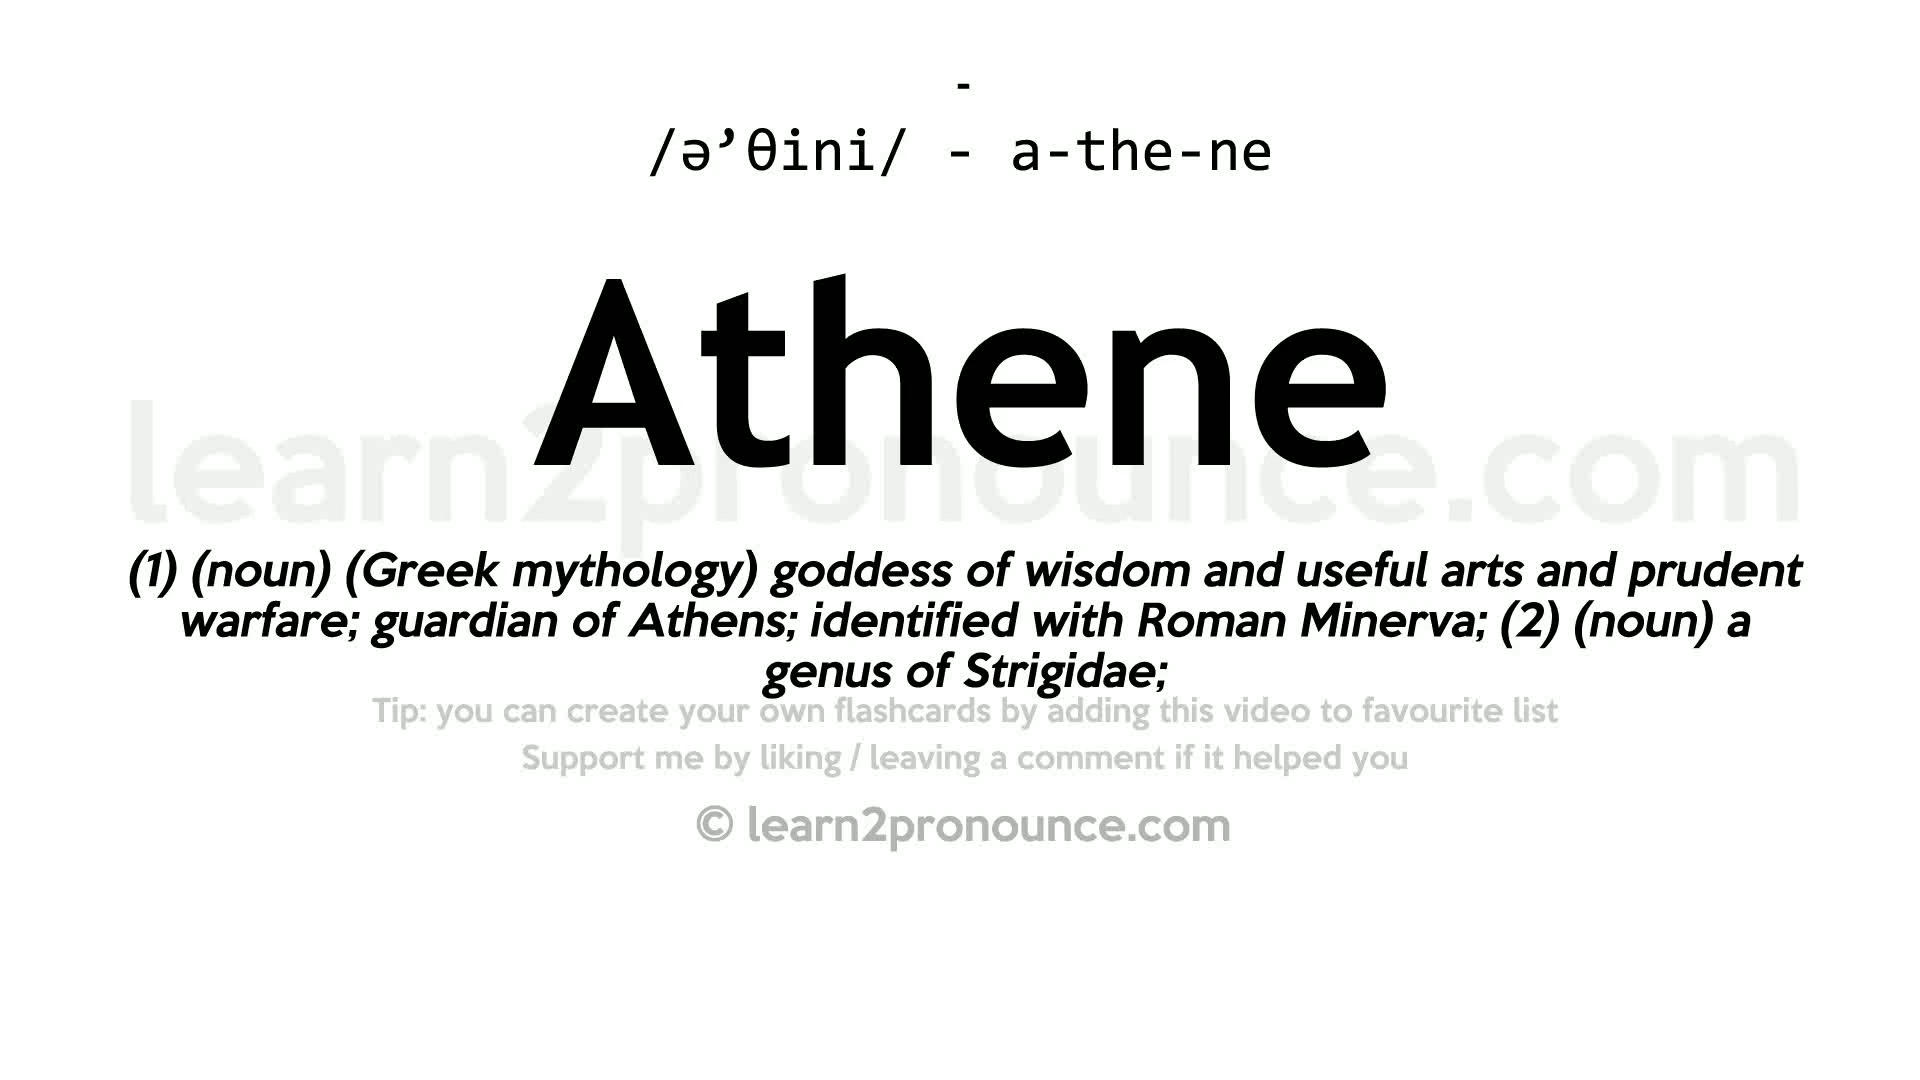 -
/ə’θini/ - a-the-ne
Athene
learn2pronounce.com
(1) (noun) (Greek mythology) goddess of wisdom and useful arts and prudent
warfare; guardian of Athens; identified with Roman Minerva; (2) (noun) a
genus of Strigidae;
Tip: you can create your own flashcards by adding this video to favourite list
Support me by liking / leaving a comment if it helped you
© learn2pronounce.com